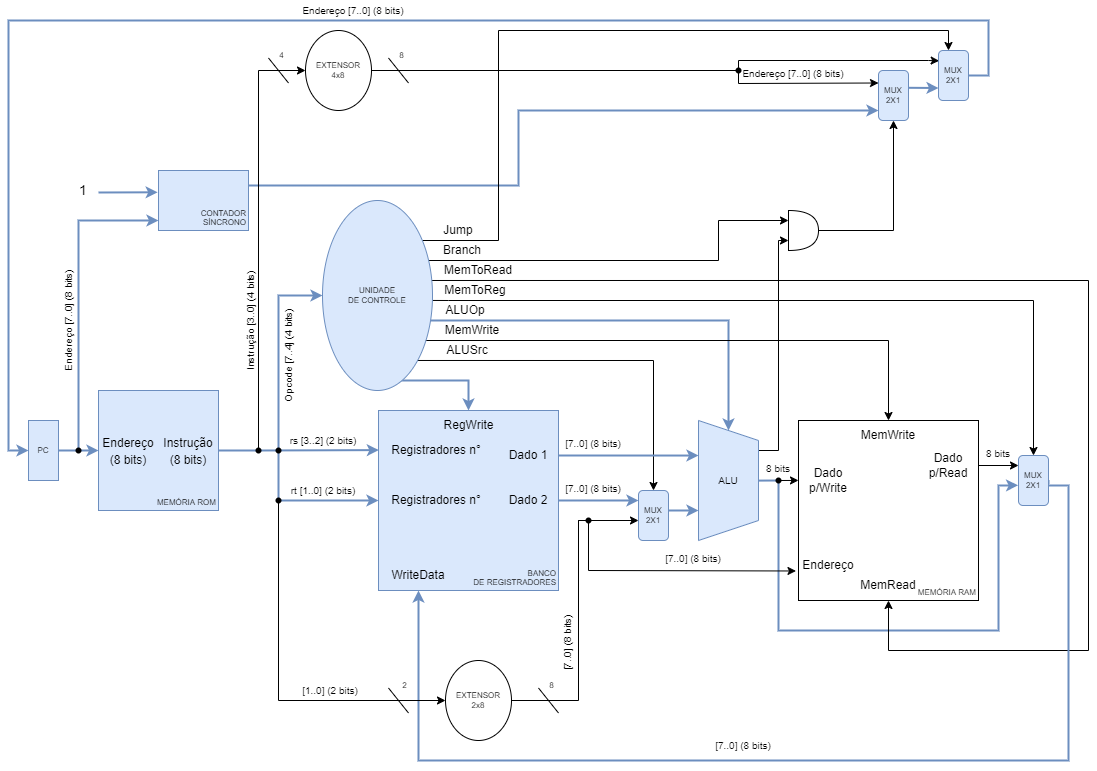 Endereço [7..0] (8 bits)
4
EXTENSOR
4x8
8
Endereço [7..0] (8 bits)
MUX
2X1
MUX
2X1
1
CONTADOR
SÍNCRONO
Endereço [7..0] (8 bits)
Instrução [3..0] (4 bits)
Opcode [7..4] (4 bits)
UNIDADE
DE CONTROLE
Jump
Branch
MemToRead
MemToReg
ALUOp
MemWrite
ALUSrc
PC
Endereço
(8 bits)
Instrução
(8 bits)
MEMÓRIA ROM
rs [3..2] (2 bits)
rt [1..0] (2 bits)
RegWrite
Registradores n°
Dado 1
Registradores n°
Dado 2
WriteData
BANCO
DE REGISTRADORES
[7..0] (8 bits)
[7..0] (8 bits)
MUX
2X1
ALU
8 bits
[7..0] (8 bits)
MemWrite
Dado
p/Write
Dado
p/Read
Endereço
MemRead
MEMÓRIA RAM
8 bits
MUX
2X1
[7..0] (8 bits)
[1..0] (2 bits)
2
EXTENSOR
2x8
8
[7..0] (8 bits)